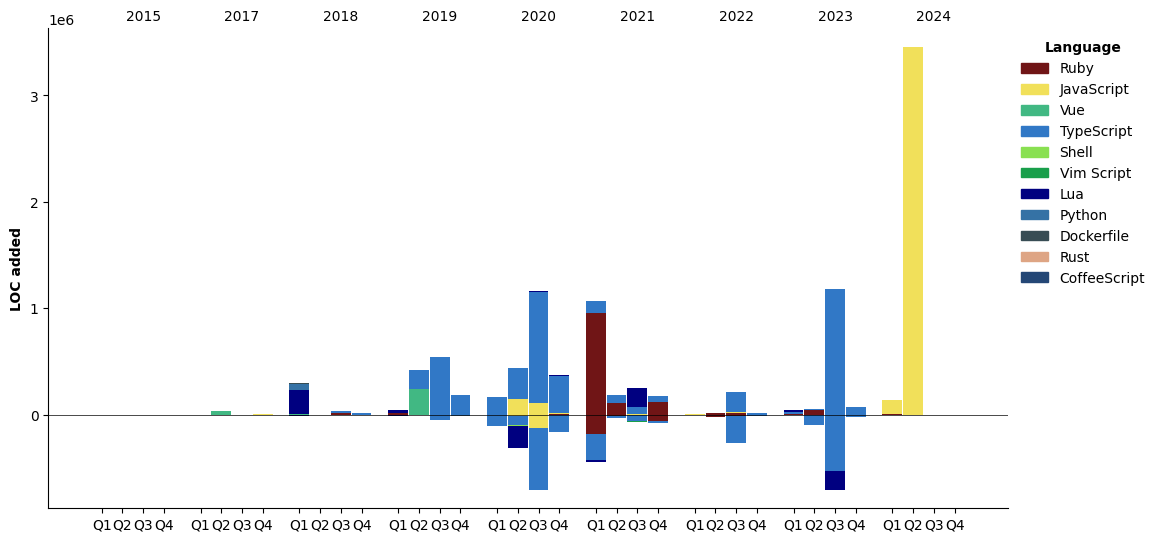 1e6
2015 2017 2018 2019 2020 2021 2022 2023 2024
Language
Ruby
JavaScript
Vue
TypeScript
Shell
Vim Script
Lua
Python
Dockerfile
Rust
CoffeeScript
LOC added
3
2
1
0
Q1 Q2 Q3 Q4 Q1 Q2 Q3 Q4 Q1 Q2 Q3 Q4 Q1 Q2 Q3 Q4 Q1 Q2 Q3 Q4 Q1 Q2 Q3 Q4 Q1 Q2 Q3 Q4 Q1 Q2 Q3 Q4 Q1 Q2 Q3 Q4